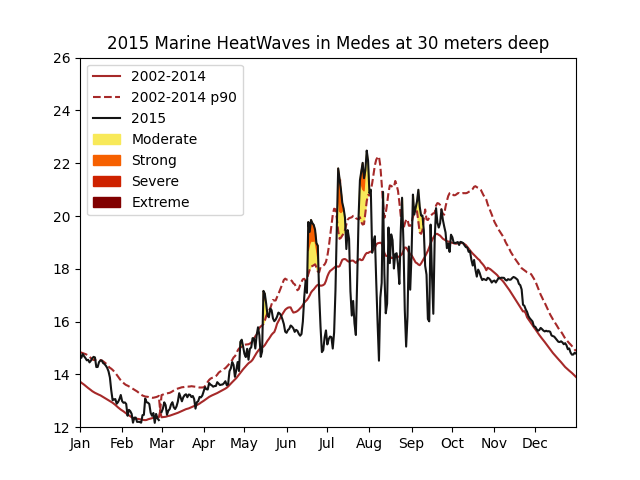 2015 Marine HeatWaves in Medes at 30 meters deep
26
24
22
20
18
16
14
12
2002-2014
2002-2014 p90
2015
Moderate
Strong
Severe
Extreme
Jan Feb Mar Apr May Jun Jul Aug Sep Oct Nov Dec